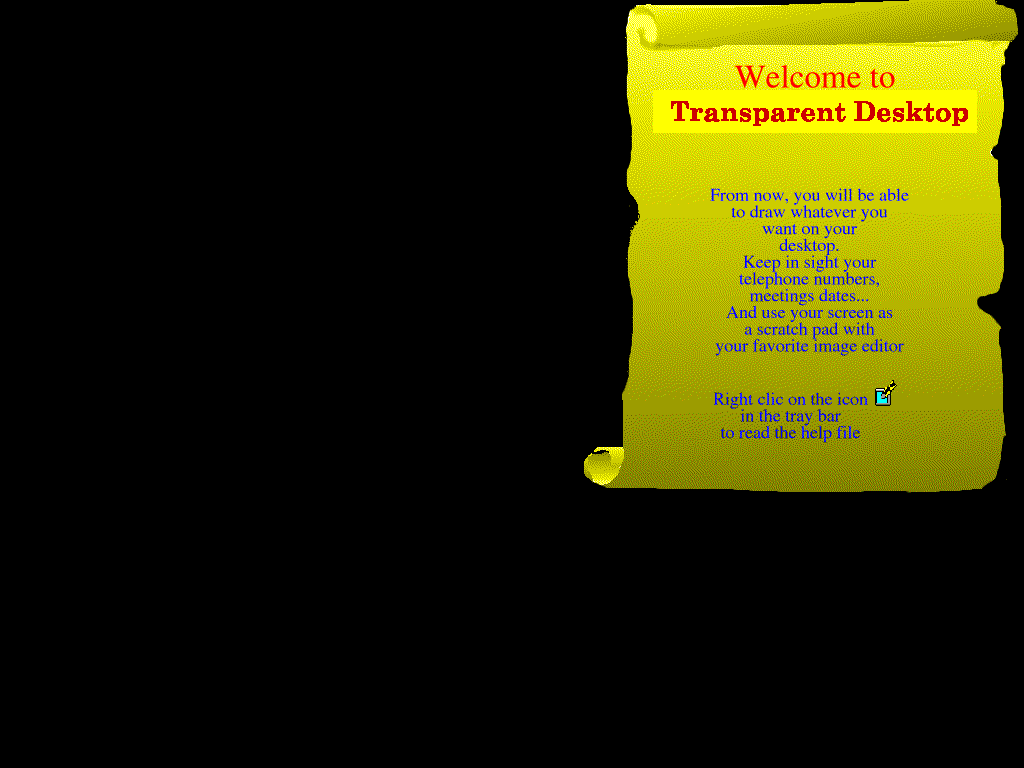 Welcome to
Transparent Desktop
From now, you will be able
to draw whatever you
want on your
desktop.
Keep in sight your
telephone numbers,
meetings dates...
And use your screen as
a scratch pad with
your favorite image editor
Right clic on the icon
in the tray bar
to read the help file